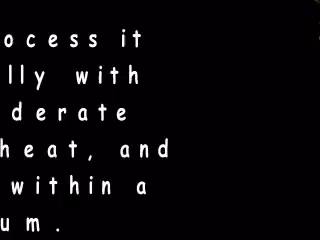 ocess it
lly with
derate
heat, and
within a
um.